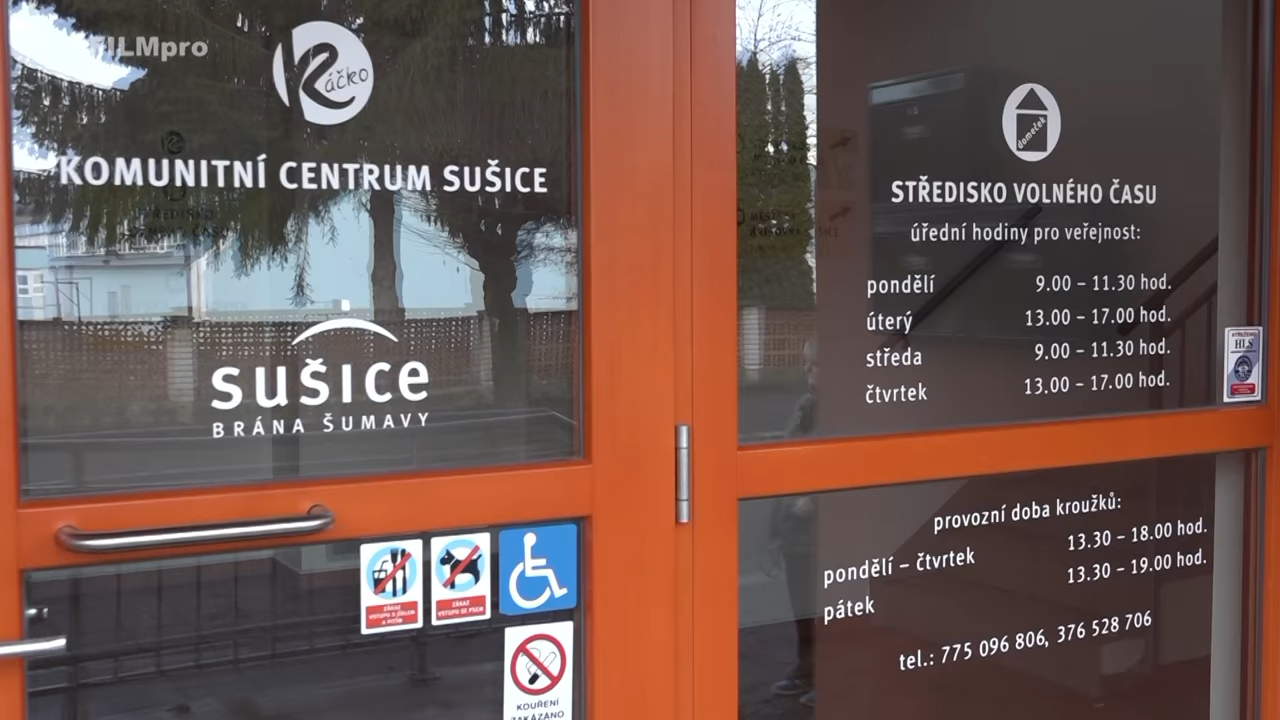 FILMpro
Ráčko
KOMUNITNÍ CENTRUM SUŠICE
sušice
BRÁNA ŠUMAVY
ZÁKAZ
VSTUPU S JÍDLEM
A PITÍM
ZÁKAZ
VSTUPU SE PSEM
KOUŘENÍ
ZAKÁZÁNO
domeček
STŘEDISKO VOLNÉHO ČASU
úřední hodiny pro veřejnost:
pondělí 9.00 – 11.30 hod.
úterý 13.00 – 17.00 hod.
středa 9.00 – 11.30 hod.
čtvrtek 13.00 – 17.00 hod.
STŘEŽENO
HLS
provozní doba kroužků:
pondělí – čtvrtek 13.30 – 18.00 hod.
pátek 13.30 – 19.00 hod.
tel.: 775 096 806, 376 528 706